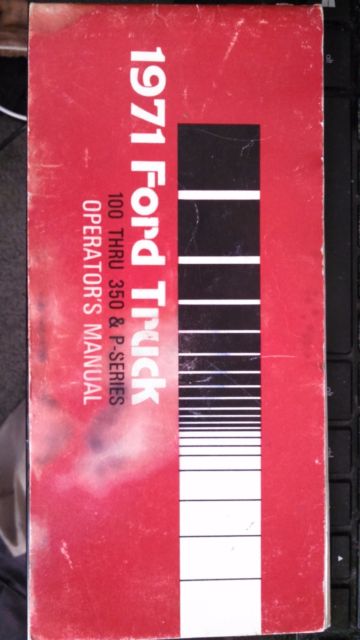 1971 Ford Truck
100 THRU 350 & P-SERIES
OPERATOR'S MANUAL